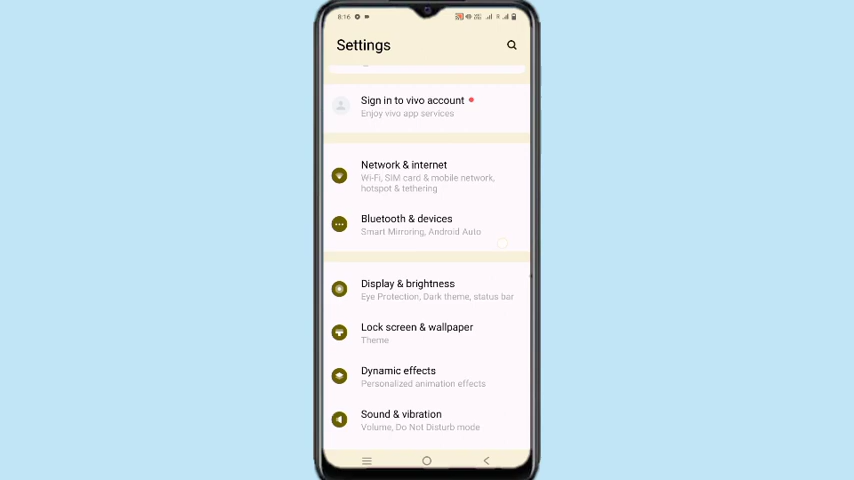 8:16
Settings
Sign in to vivo account
Enjoy vivo app services
Network & internet
Wi-Fi, SIM card & mobile network,
hotspot & tethering
Bluetooth & devices
Smart Mirroring, Android Auto
Display & brightness
Eye Protection, Dark theme, status bar
Lock screen & wallpaper
Theme
Dynamic effects
Personalized animation effects
Sound & vibration
Volume, Do Not Disturb mode